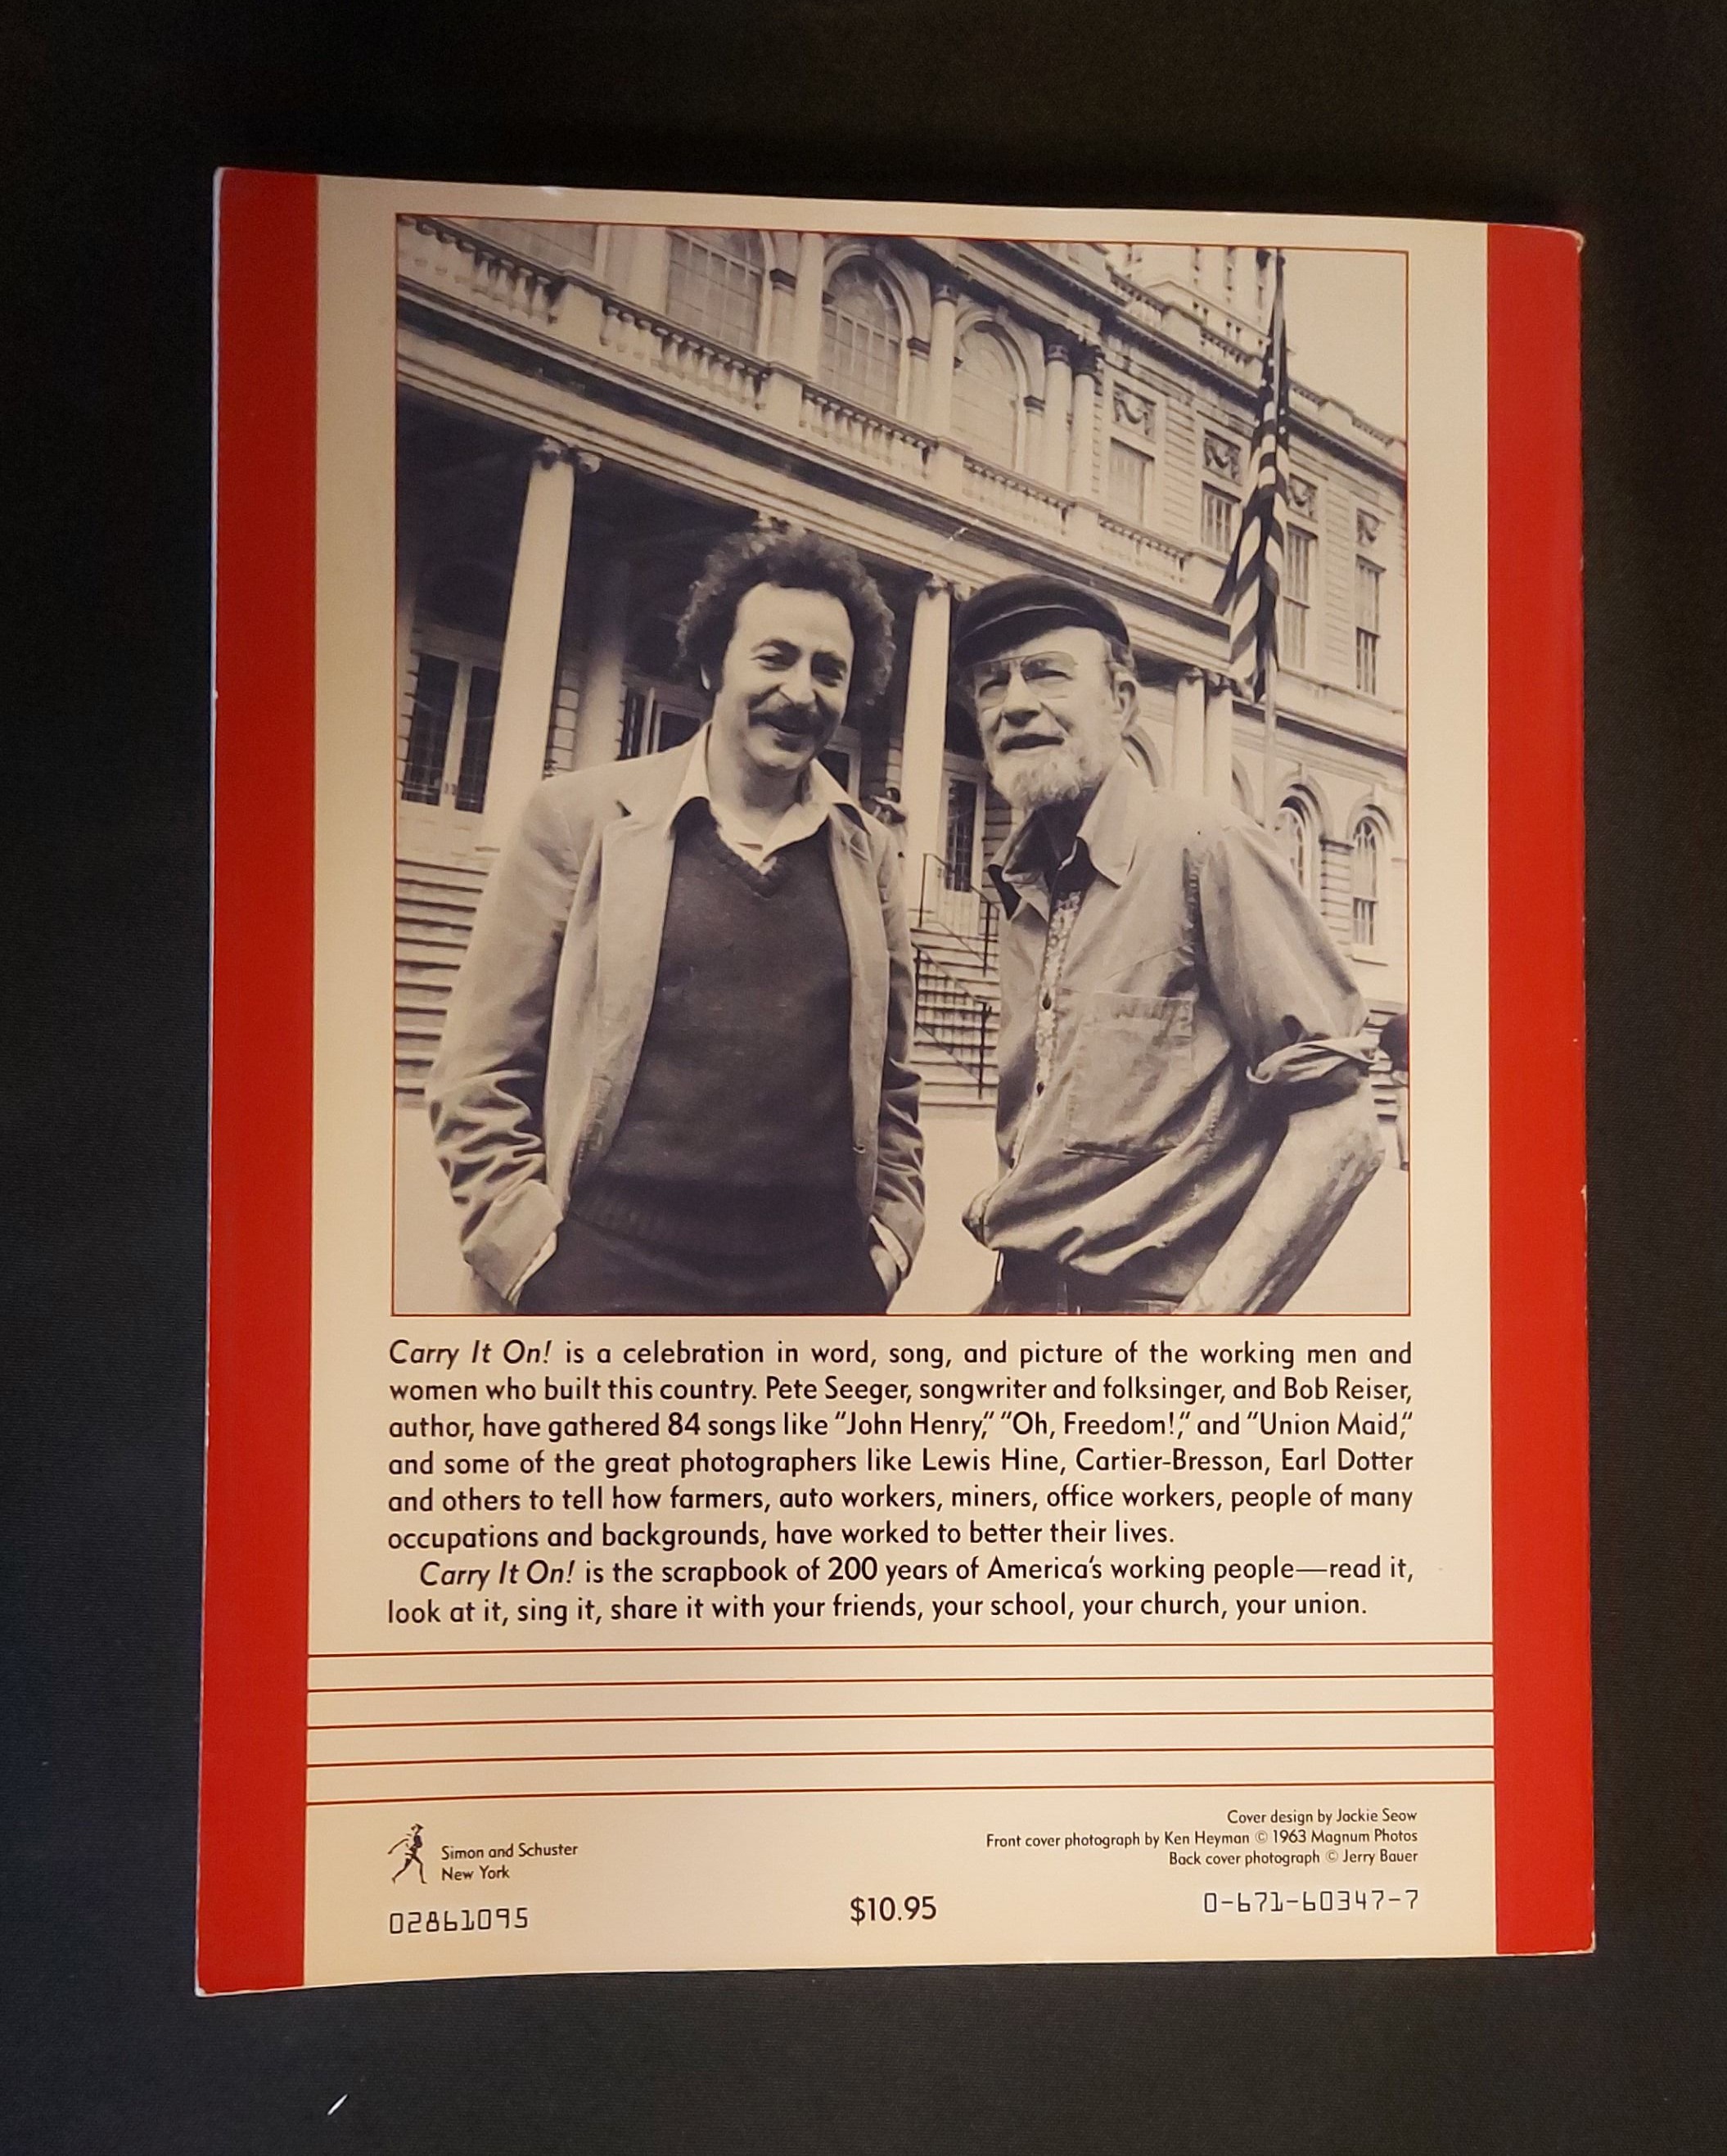 Carry It On! is a celebration in word, song, and picture of the working men and
women who built this country. Pete Seeger, songwriter and folksinger, and Bob Reiser,
author, have gathered 84 songs like "John Henry," "Oh, Freedom!," and "Union Maid,"
and some of the great photographers like Lewis Hine, Cartier-Bresson, Earl Dotter
and others to tell how farmers, auto workers, miners, office workers, people of many
occupations and backgrounds, have worked to better their lives.
Carry It On! is the scrapbook of 200 years of America's working people—read it,
look at it, sing it, share it with your friends, your school, your church, your union.
Simon and Schuster
New York
02861095
$10.95
Cover design by Jackie Seow
Front cover photograph by Ken Heyman © 1963 Magnum Photos
Back cover photograph © Jerry Bauer
0-671-60347-7